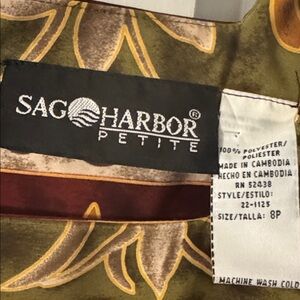 SAG HARBOR®
PETITE
100% POLYESTER/
POLIESTER
MADE IN CAMBODIA
HECHO EN CAMBODIA
RN 52438
STYLE/ESTILO:
22-1125
SIZE/TALLA: 8P
MACHINE WASH COLD